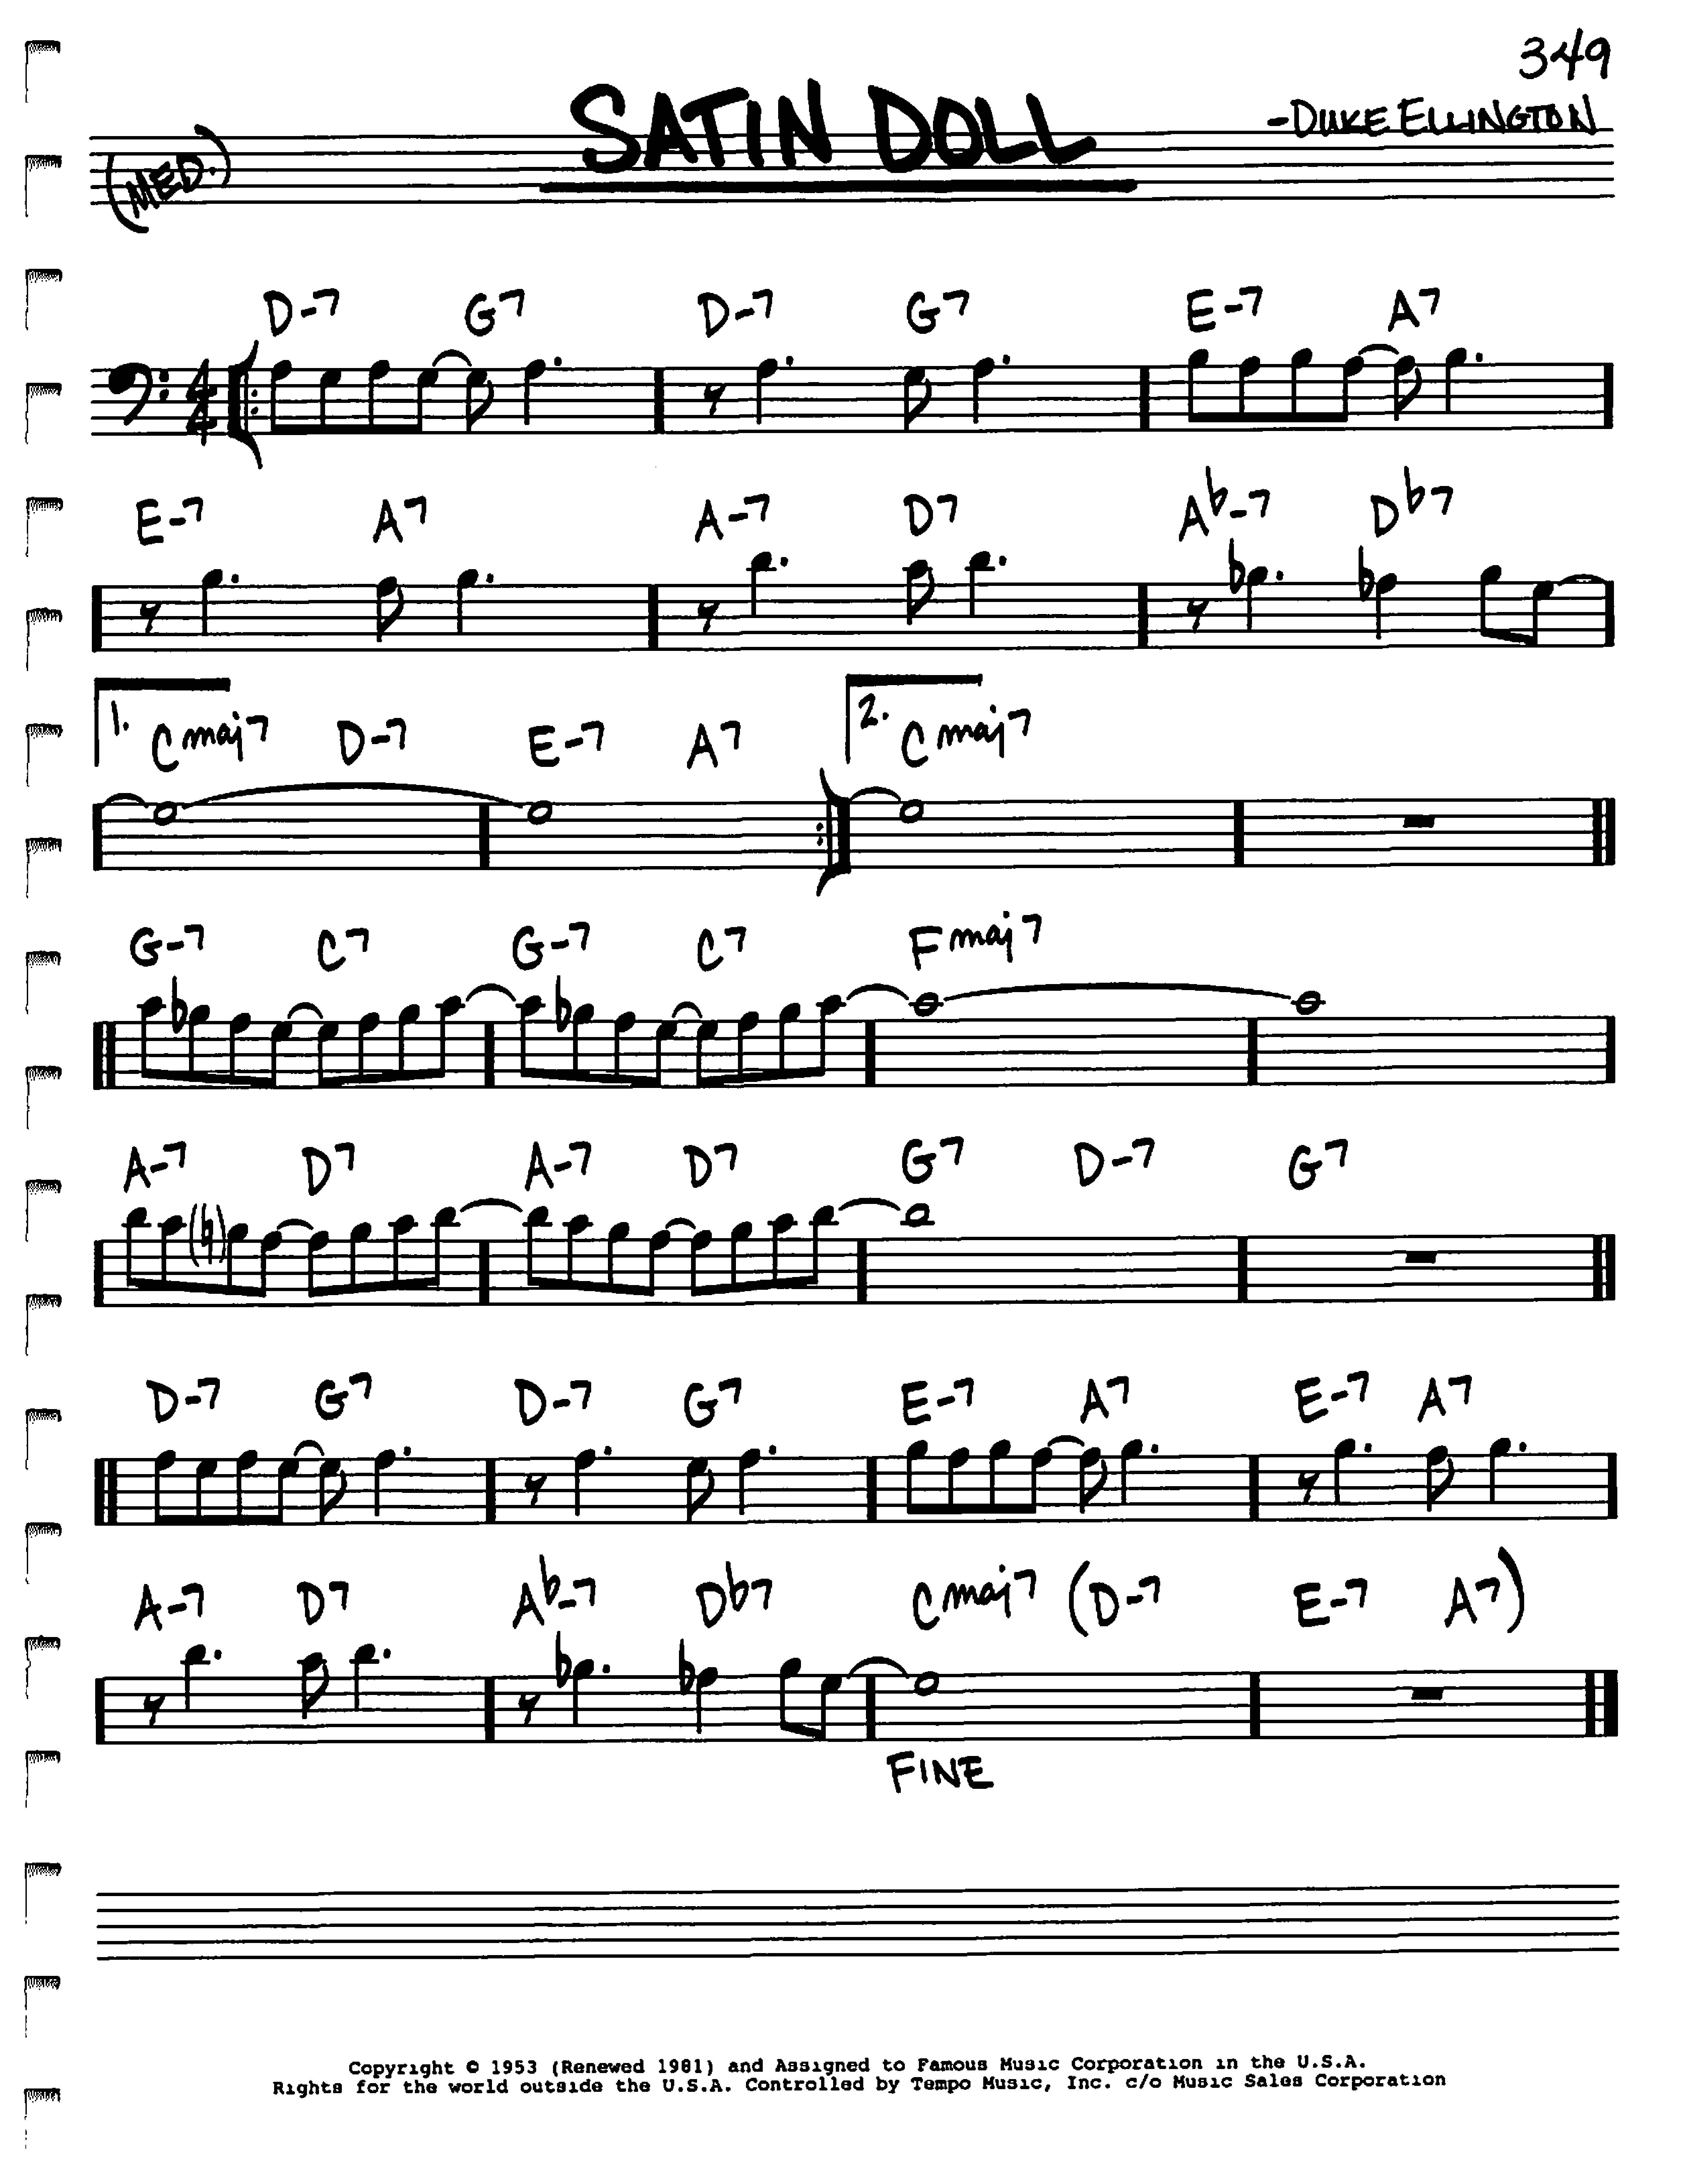 349
SATIN DOLL
-DUKE ELLINGTON
(MED.)
D-7 G7 D-7 G7 E-7 A7
4
4
E-7 A7 A-7 D7 A♭-7 D♭7
1. Cmaj7 D-7 E-7 A7 2. Cmaj7
G-7 C7 G-7 C7 Fmaj7
A-7 D7 A-7 D7 G7 D-7 G7
D-7 G7 D-7 G7 E-7 A7 E-7 A7
A-7 D7 A♭-7 D♭7 Cmaj7 (D-7 E-7 A7)
FINE
Copyright © 1953 (Renewed 1981) and Assigned to Famous Music Corporation in the U.S.A.
Rights for the world outside the U.S.A. Controlled by Tempo Music, Inc. c/o Music Sales Corporation